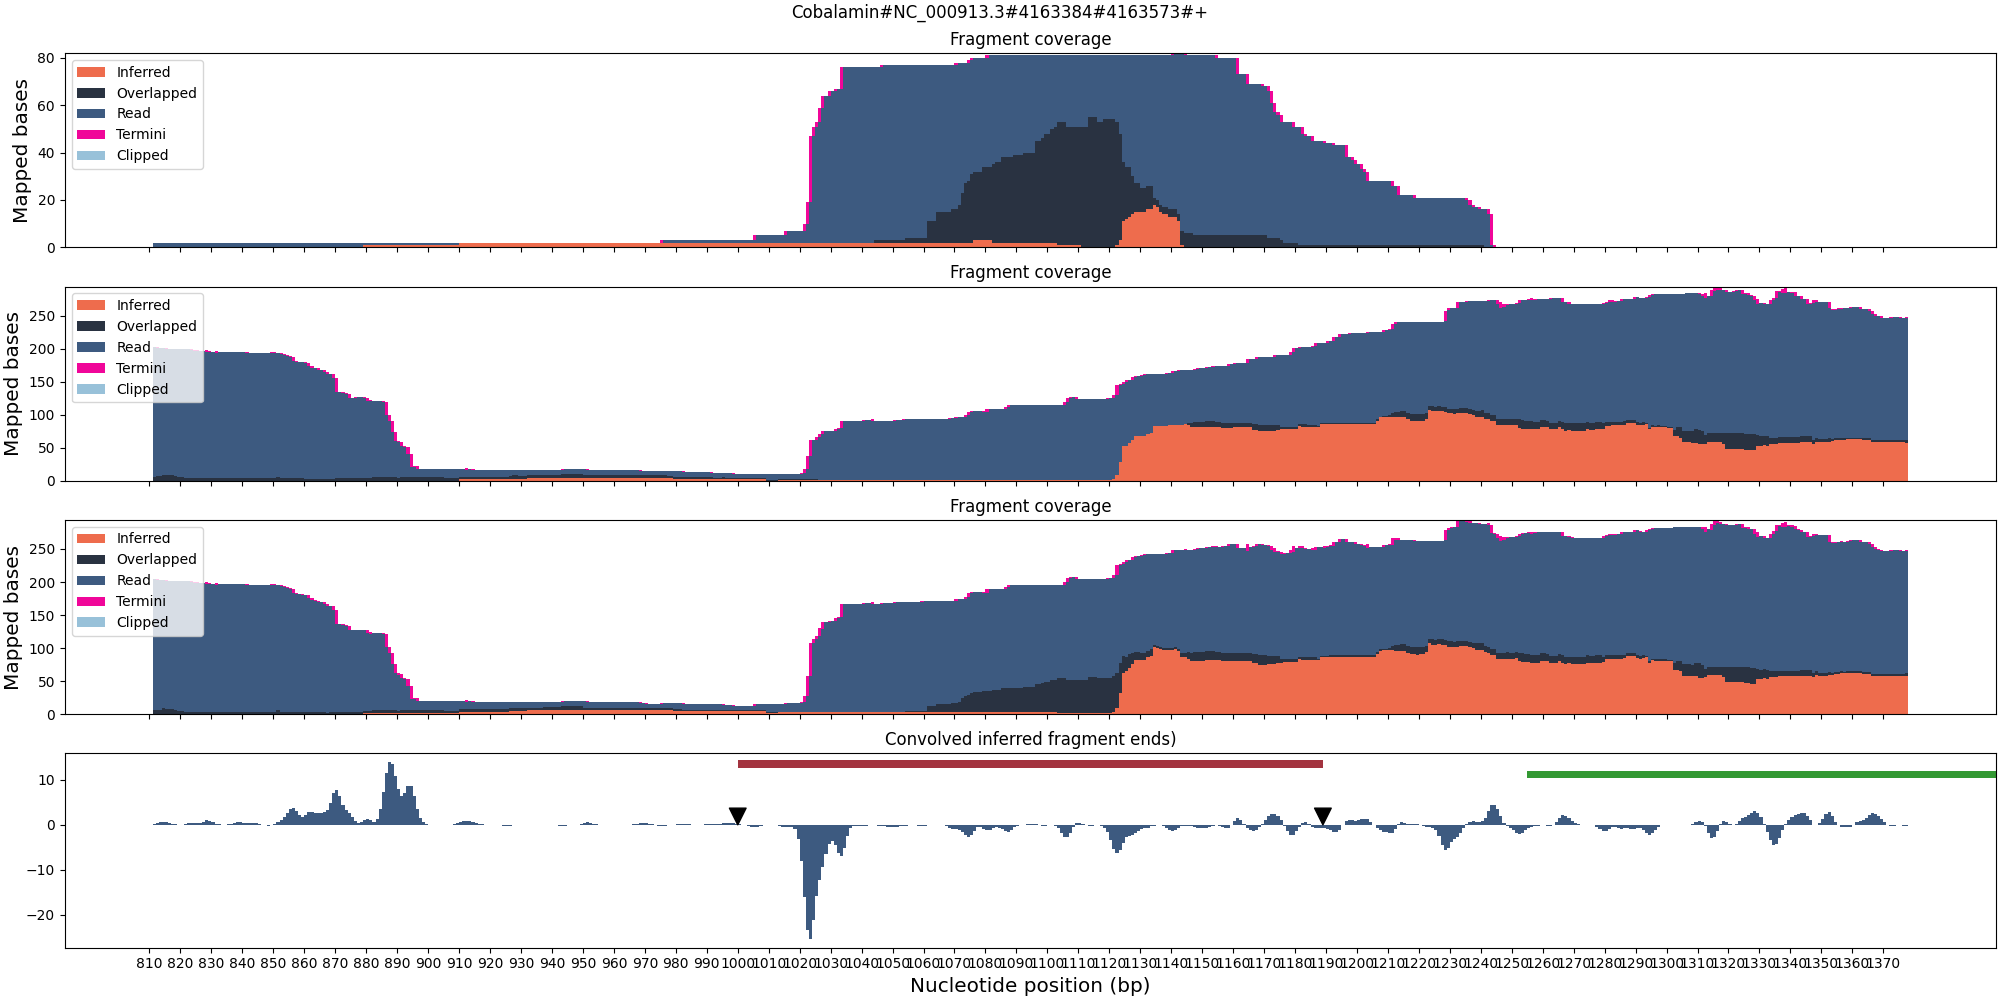 Cobalamin#NC_000913.3#4163384#4163573#+
Fragment coverage
80
60
40
20
0
Mapped bases
Inferred
Overlapped
Read
Termini
Clipped
Fragment coverage
250
200
150
100
50
0
Mapped bases
Inferred
Overlapped
Read
Termini
Clipped
Fragment coverage
250
200
150
100
50
0
Mapped bases
Inferred
Overlapped
Read
Termini
Clipped
Convolved inferred fragment ends)
10
0
−10
−20
810 820 830 840 850 860 870 880 890 900 910 920 930 940 950 960 970 980 990 1000 1010 1020 1030 1040 1050 1060 1070 1080 1090 1100 1110 1120 1130 1140 1150 1160 1170 1180 1190 1200 1210 1220 1230 1240 1250 1260 1270 1280 1290 1300 1310 1320 1330 1340 1350 1360 1370
Nucleotide position (bp)